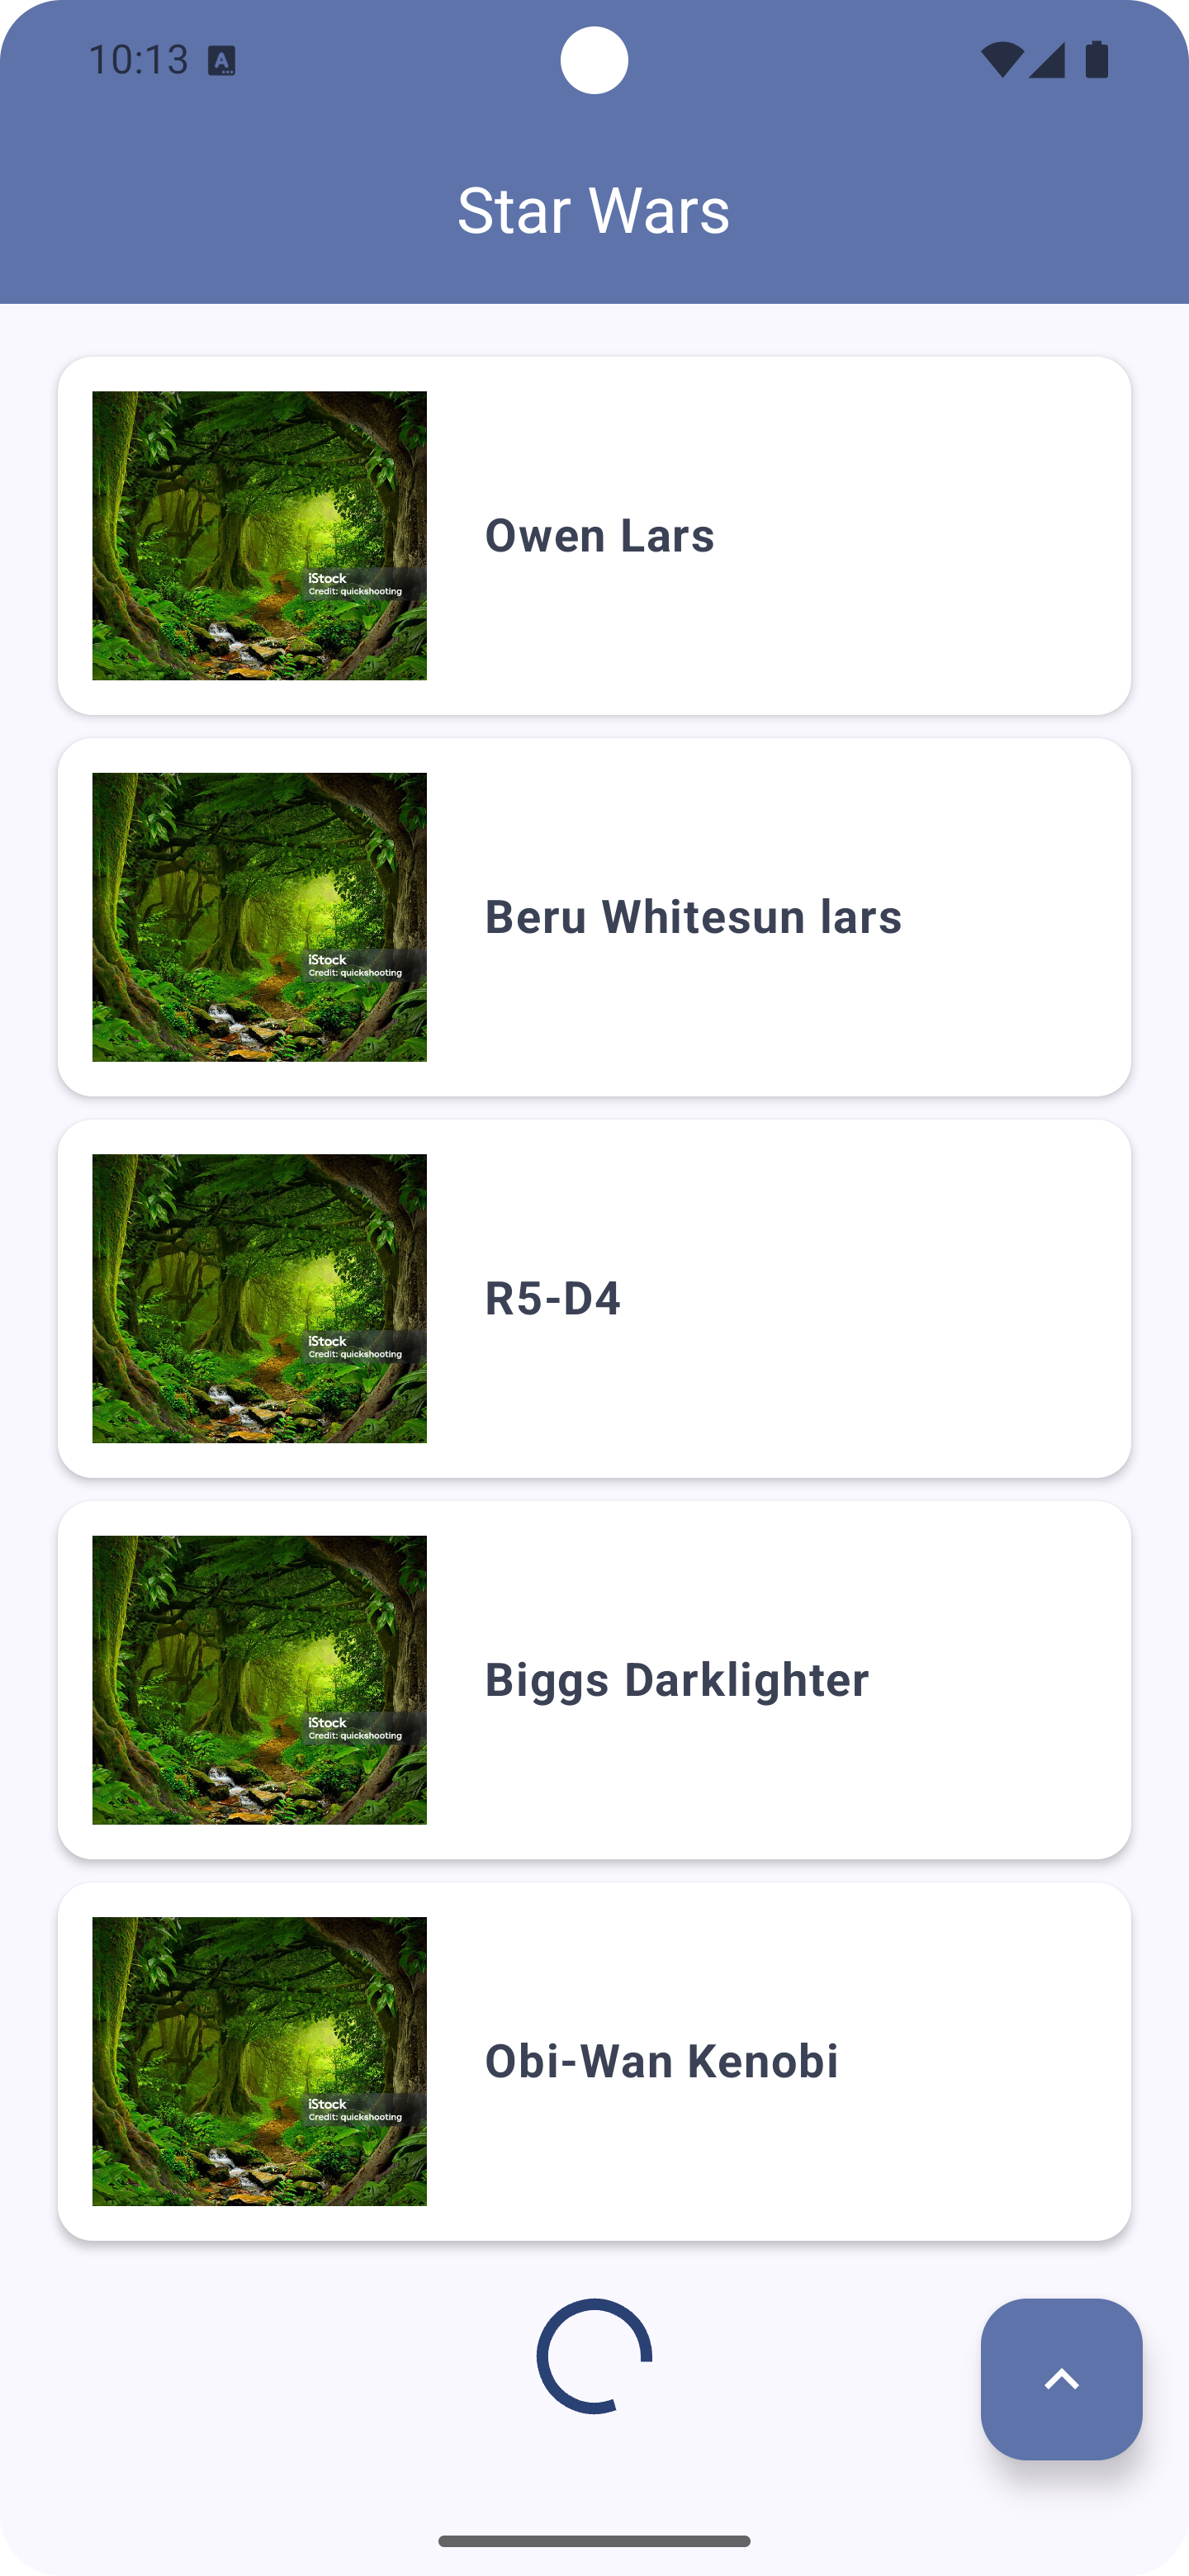 10:13
A
Star Wars
iStock
Credit: quickshooting
Owen Lars
iStock
Credit: quickshooting
Beru Whitesun lars
iStock
Credit: quickshooting
R5-D4
iStock
Credit: quickshooting
Biggs Darklighter
iStock
Credit: quickshooting
Obi-Wan Kenobi